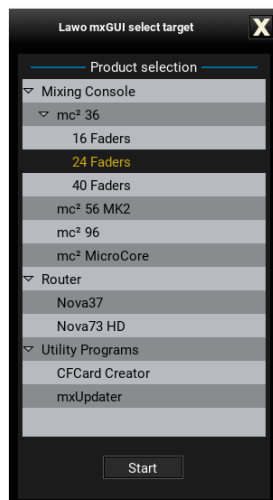 Lawo mxGUI select target
X
Product selection
Mixing Console
mc² 36
16 Faders
24 Faders
40 Faders
mc² 56 MK2
mc² 96
mc² MicroCore
Router
Nova37
Nova73 HD
Utility Programs
CFCard Creator
mxUpdater
Start